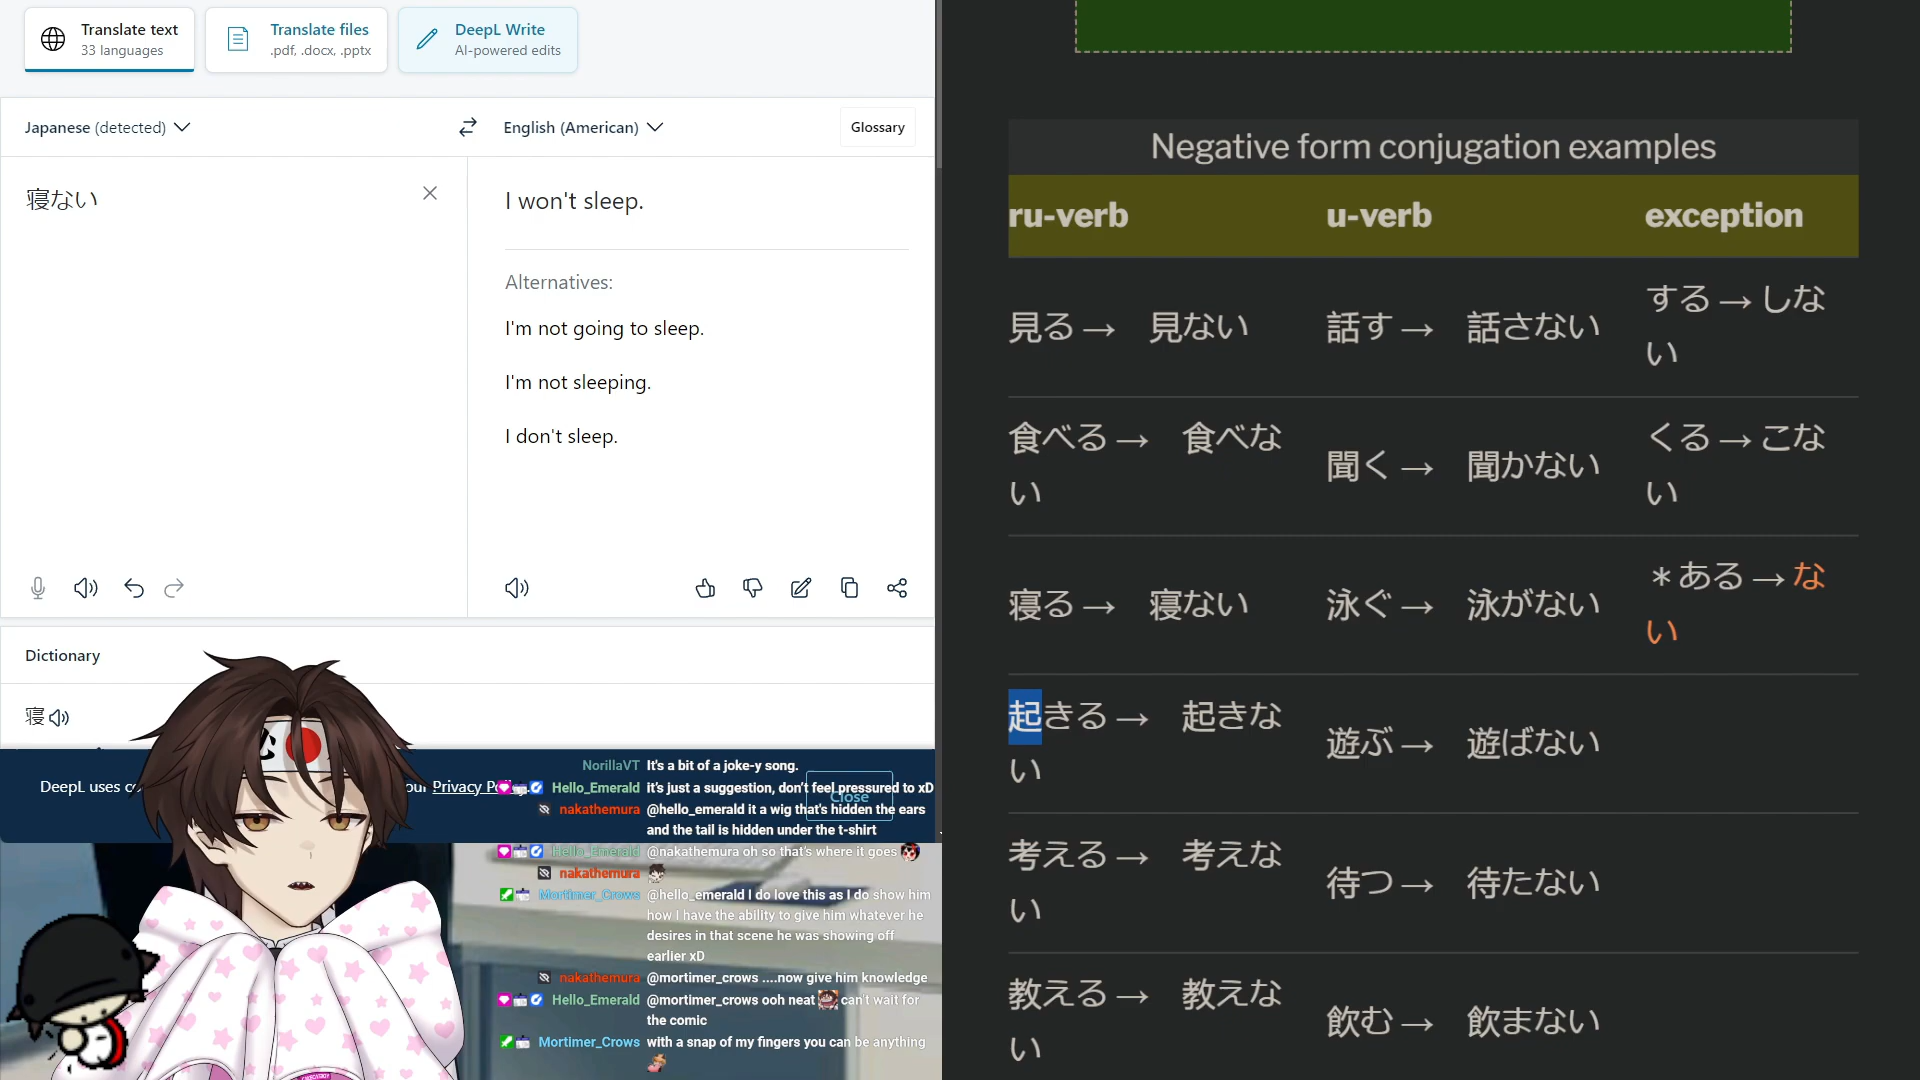 Translate text
33 languages
Translate files
.pdf, .docx, .pptx
DeepL Write
AI-powered edits
Japanese (detected)
English (American)
Glossary
寝ない
I won't sleep.
Alternatives:
I'm not going to sleep.
I'm not sleeping.
I don't sleep.
Dictionary
寝
DeepL uses
Privacy
Close
NorillaVT It's a bit of a joke-y song.
Hello_Emerald it's just a suggestion, don't feel pressured to xD
nakathemura @hello_emerald it a wig that's hidden the ears
and the tail is hidden under the t-shirt
Hello_Emerald @nakathemura oh so that's where it goes
nakathemura
Mortimer_Crows @hello_emerald I do love this as I do show him
how I have the ability to give him whatever he
desires in that scene he was showing off
earlier xD
nakathemura @mortimer_crows ....now give him knowledge
Hello_Emerald @mortimer_crows ooh neat can't wait for
the comic
Mortimer_Crows with a snap of my fingers you can be anything
Negative form conjugation examples
ru-verb u-verb exception
見る→ 見ない 話す→ 話さない する→しな
い
食べる→ 食べな
い 聞く→ 聞かない くる→こな
い
寝る→ 寝ない 泳ぐ→ 泳がない *ある→な
い
起きる→ 起きな
い 遊ぶ→ 遊ばない
考える→ 考えな
い 待つ→ 待たない
教える→ 教えな
い 飲む→ 飲まない